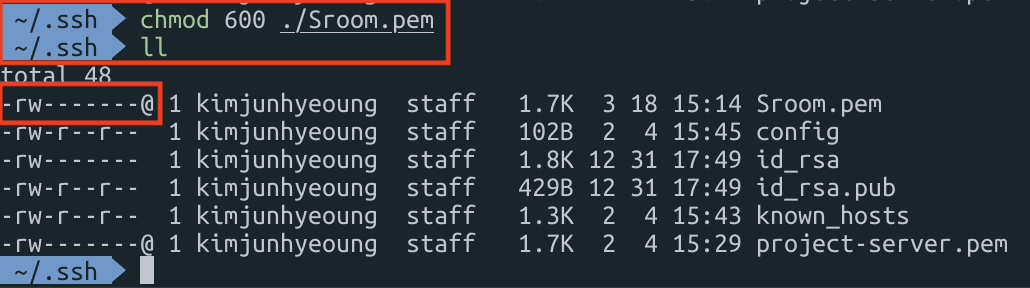 ~/.ssh chmod 600 ./Sroom.pem
~/.ssh ll
total 48
-rw-------@ 1 kimjunhyeoung staff 1.7K 3 18 15:14 Sroom.pem
-rw-r--r-- 1 kimjunhyeoung staff 102B 2 4 15:45 config
-rw------- 1 kimjunhyeoung staff 1.8K 12 31 17:49 id_rsa
-rw-r--r-- 1 kimjunhyeoung staff 429B 12 31 17:49 id_rsa.pub
-rw-r--r-- 1 kimjunhyeoung staff 1.3K 2 4 15:43 known_hosts
-rw-------@ 1 kimjunhyeoung staff 1.7K 2 4 15:29 project-server.pem
~/.ssh